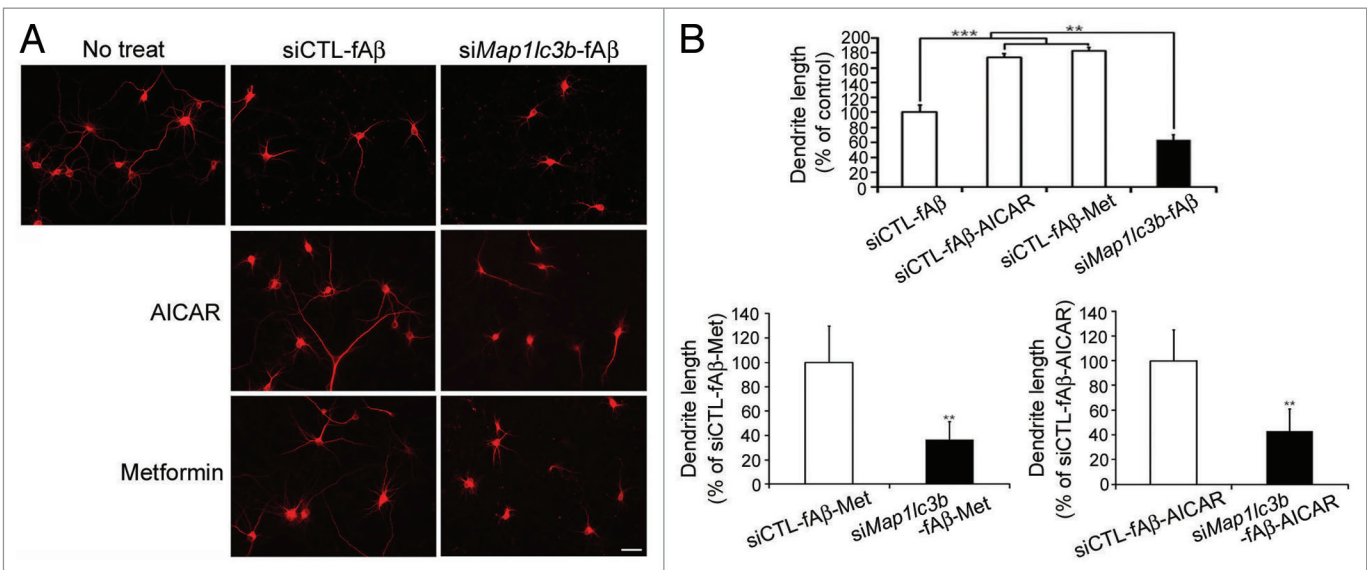 A
No treat
siCTL-fAβ
siMap1lc3b-fAβ
AICAR
Metformin
B
Dendrite length
(% of control)
200
180
160
140
120
100
80
60
40
20
0
***
**
siCTL-fAβ
siCTL-fAβ-AICAR
siCTL-fAβ-Met
siMap1lc3b-fAβ
Dendrite length
(% of siCTL-fAβ-Met)
140
120
100
80
60
40
20
0
**
siCTL-fAβ-Met
siMap1lc3b
-fAβ-Met
Dendrite length
(% of siCTL-fAβ-AICAR)
140
120
100
80
60
40
20
0
**
siCTL-fAβ-AICAR
siMap1lc3b
-fAβ-AICAR